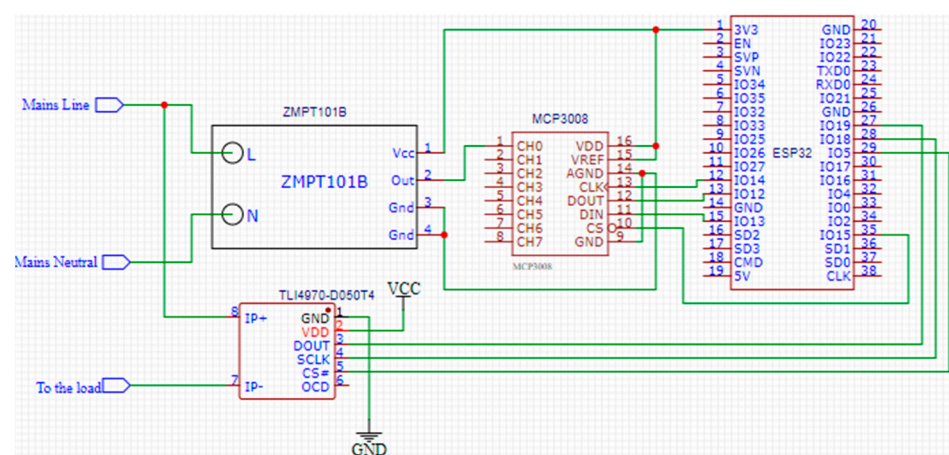 Mains Line
Mains Neutral
To the load
ZMPT101B
L
N
ZMPT101B
Vcc 1
Out 2
Gnd 3
Gnd 4
TLI4970-D050T4
8 IP+
7 IP-
GND 1
VDD 2
DOUT 3
SCLK 4
CS# 5
OCD 6
VCC
GND
MCP3008
1 CH0
2 CH1
3 CH2
4 CH3
5 CH4
6 CH5
7 CH6
8 CH7
VDD 16
VREF 15
AGND 14
CLK 13
DOUT 12
DIN 11
CS 10
GND 9
MCP3008
ESP32
1 3V3
2 EN
3 SVP
4 SVN
5 IO34
6 IO35
7 IO32
8 IO33
9 IO25
10 IO26
11 IO27
12 IO14
13 IO12
14 GND
15 IO13
16 SD2
17 SD3
18 CMD
19 5V
GND 20
IO23 21
IO22 22
TXD0 23
RXD0 24
IO21 25
GND 26
IO19 27
IO18 28
IO5 29
IO17 30
IO16 31
IO4 32
IO0 33
IO2 34
IO15 35
SD1 36
SD0 37
CLK 38